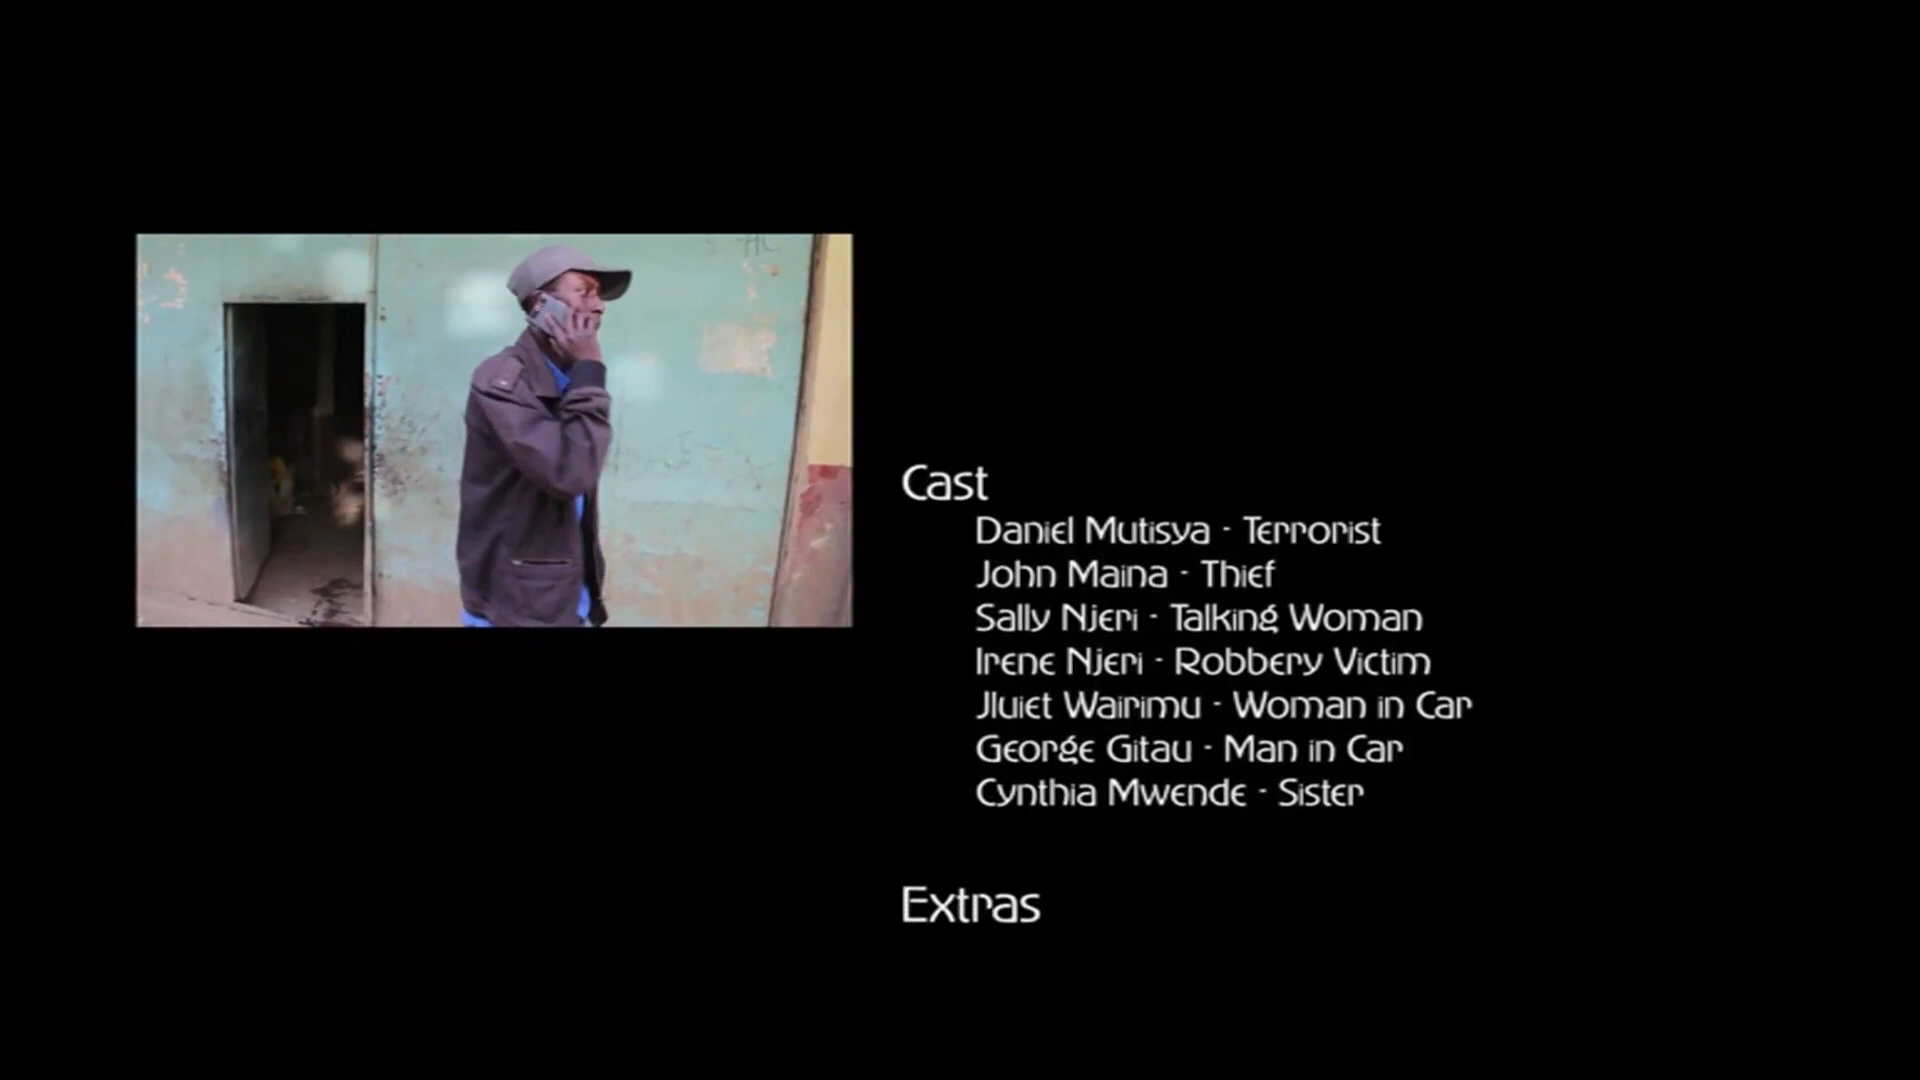 Cast
Daniel Mutisya - Terrorist
John Maina - Thief
Sally Njeri - Talking Woman
Irene Njeri - Robbery Victim
Jluiet Wairimu - Woman in Car
George Gitau - Man in Car
Cynthia Mwende - Sister
Extras